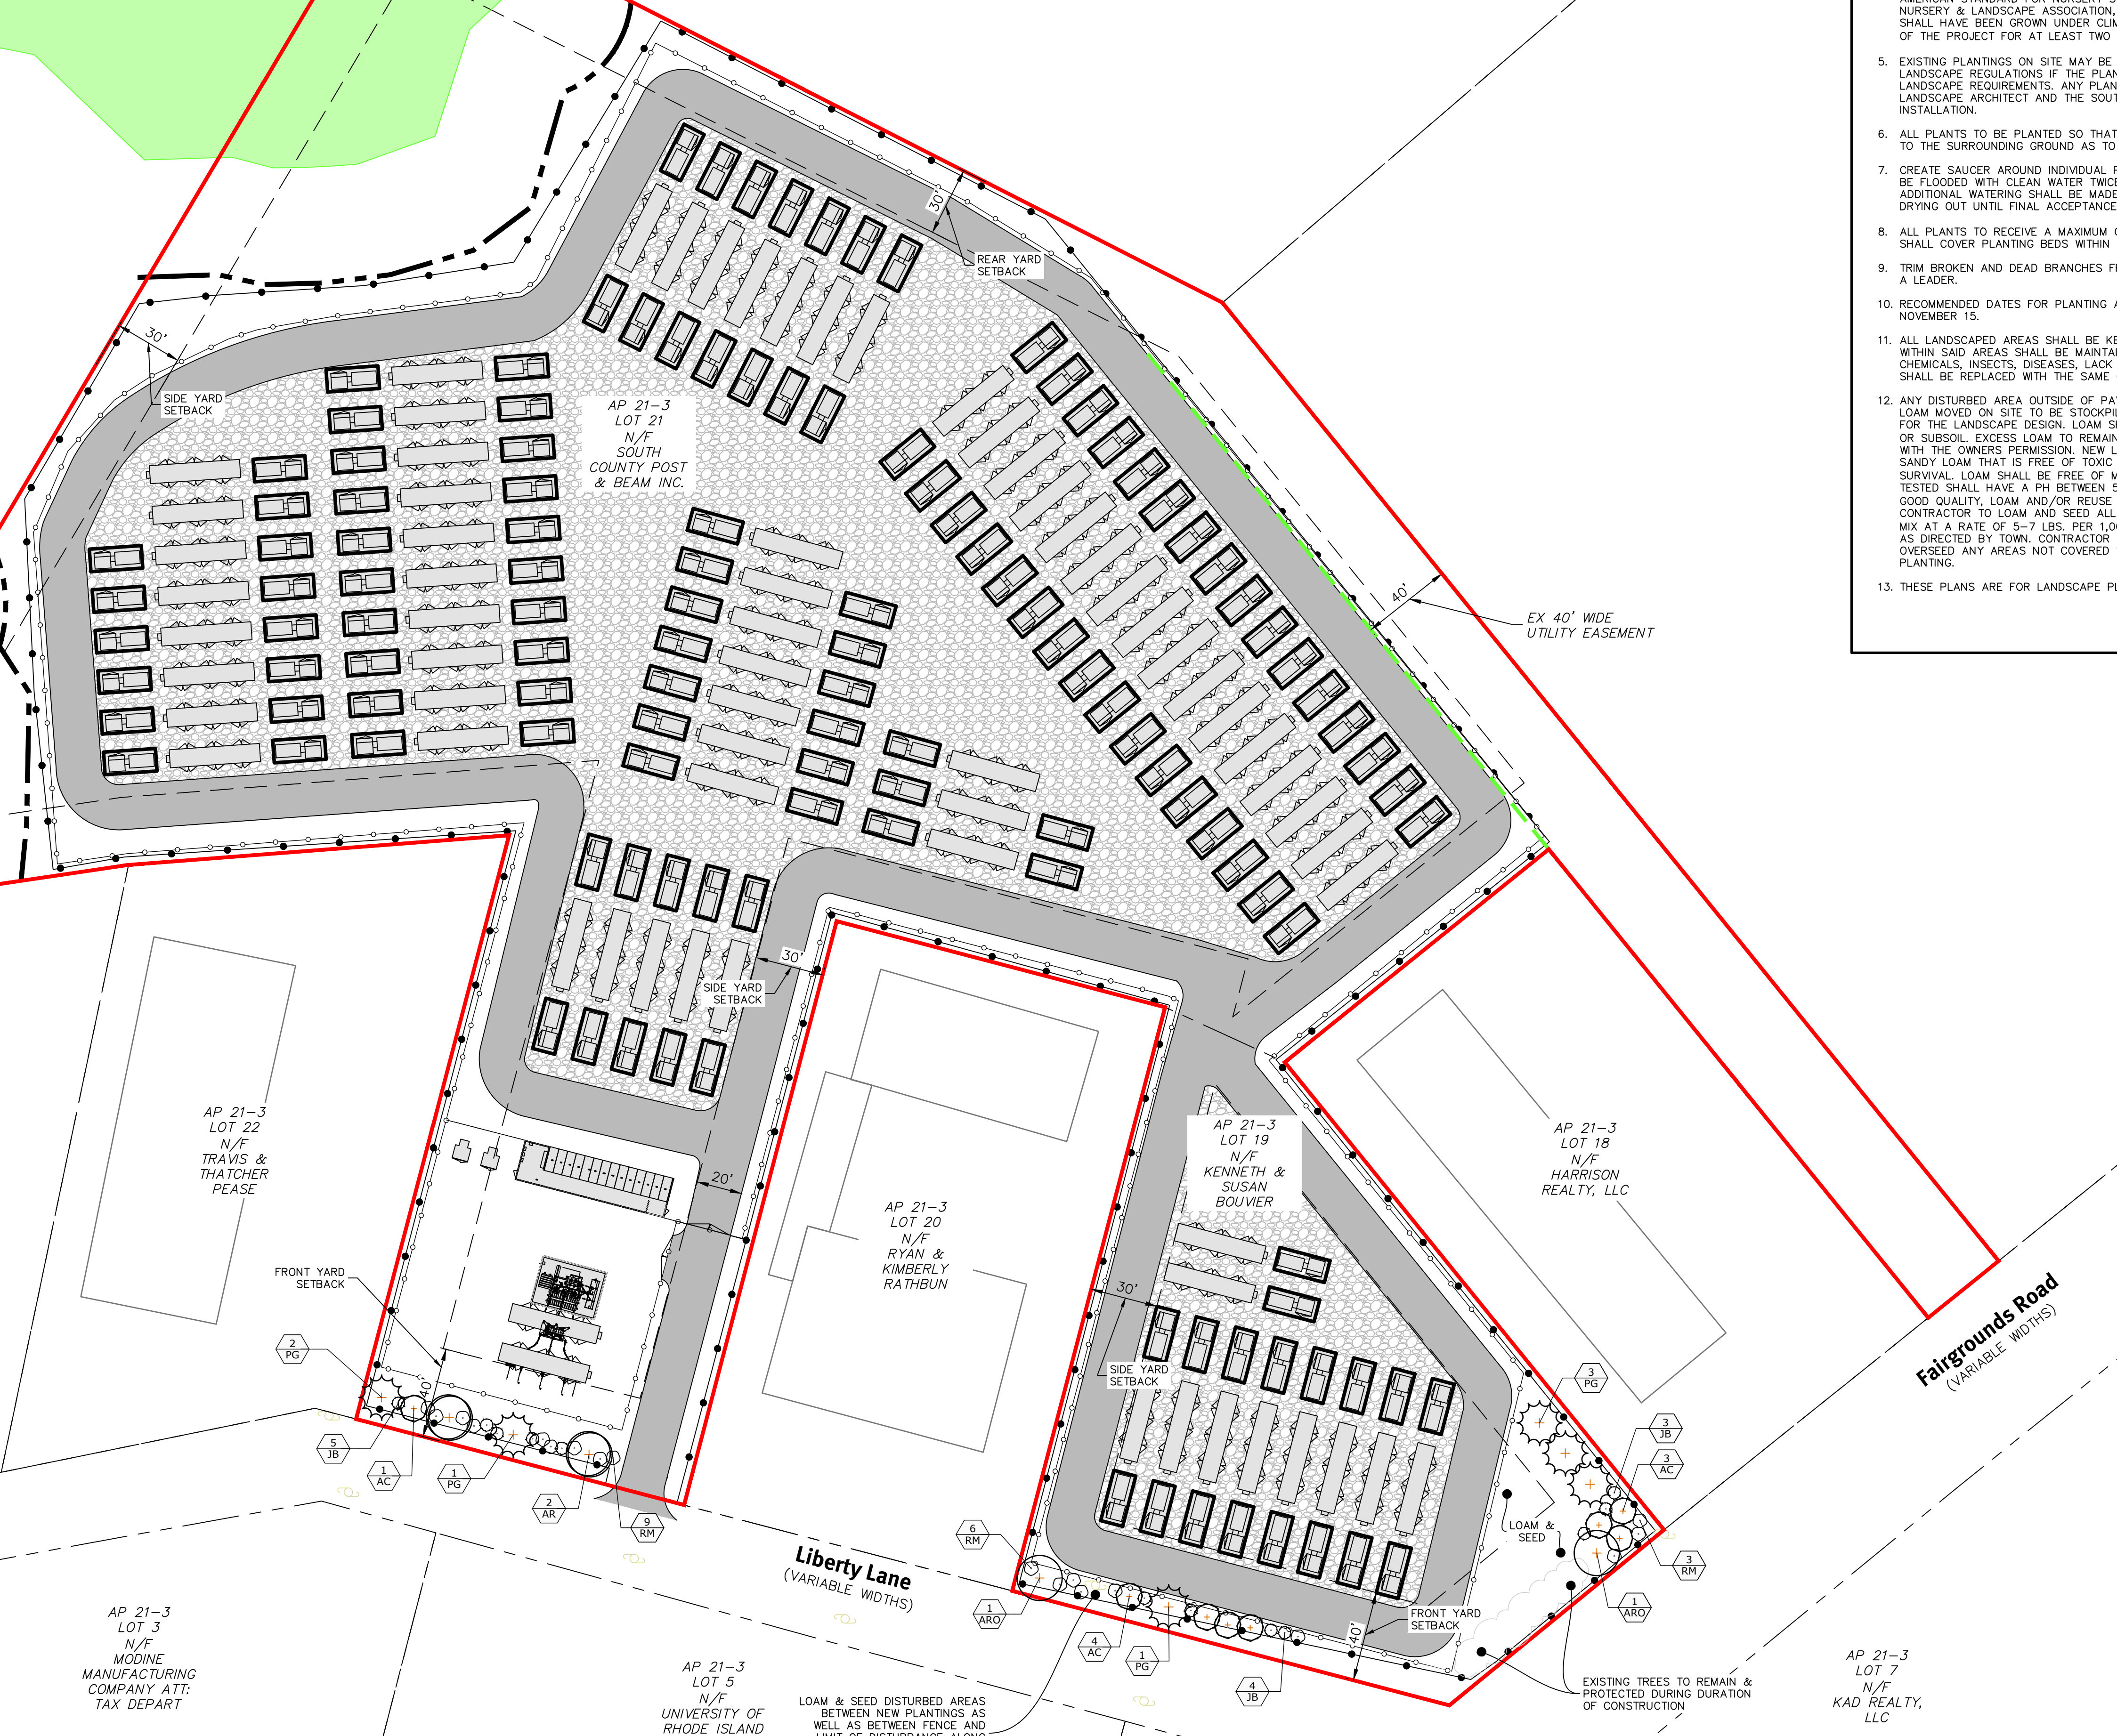 AMERICAN STANDARD FOR NURSERY
NURSERY & LANDSCAPE ASSOCIATION,
SHALL HAVE BEEN GROWN UNDER
OF THE PROJECT FOR AT LEAST TWO
5. EXISTING PLANTINGS ON SITE MAY BE
LANDSCAPE REGULATIONS IF THE
LANDSCAPE REQUIREMENTS. ANY
LANDSCAPE ARCHITECT AND THE
INSTALLATION.
6. ALL PLANTS TO BE PLANTED SO THAT
TO THE SURROUNDING GROUND AS TO
7. CREATE SAUCER AROUND INDIVIDUAL
BE FLOODED WITH CLEAN WATER
ADDITIONAL WATERING SHALL BE MADE
DRYING OUT UNTIL FINAL ACCEPTANCE
8. ALL PLANTS TO RECEIVE A MAXIMUM
SHALL COVER PLANTING BEDS WITHIN
9. TRIM BROKEN AND DEAD BRANCHES
A LEADER.
10. RECOMMENDED DATES FOR PLANTING
NOVEMBER 15.
11. ALL LANDSCAPED AREAS SHALL BE
WITHIN SAID AREAS SHALL BE
CHEMICALS, INSECTS, DISEASES, LACK
SHALL BE REPLACED WITH THE SAME
12. ANY DISTURBED AREA OUTSIDE OF
LOAM MOVED ON SITE TO BE
FOR THE LANDSCAPE DESIGN. LOAM
OR SUBSOIL. EXCESS LOAM TO REMAIN
WITH THE OWNERS PERMISSION. NEW
SANDY LOAM THAT IS FREE OF TOXIC
SURVIVAL. LOAM SHALL BE FREE OF
TESTED SHALL HAVE A PH BETWEEN
GOOD QUALITY, LOAM AND/OR REUSE
CONTRACTOR TO LOAM AND SEED ALL
MIX AT A RATE OF 5-7 LBS. PER
AS DIRECTED BY TOWN. CONTRACTOR
OVERSEED ANY AREAS NOT COVERED
PLANTING.
13. THESE PLANS ARE FOR LANDSCAPE
30'
REAR YARD
SETBACK
30'
SIDE YARD
SETBACK
AP 21-3
LOT 21
N/F
SOUTH
COUNTY POST
& BEAM INC.
40'
EX 40' WIDE
UTILITY EASEMENT
30'
SIDE YARD
SETBACK
AP 21-3
LOT 22
N/F
TRAVIS &
THATCHER
PEASE
20'
AP 21-3
LOT 20
N/F
RYAN &
KIMBERLY
RATHBUN
AP 21-3
LOT 19
N/F
KENNETH &
SUSAN
BOUVIER
AP 21-3
LOT 18
N/F
HARRISON
REALTY, LLC
FRONT YARD
SETBACK
40'
30'
SIDE YARD
SETBACK
Fairgrounds Road
(VARIABLE WIDTHS)
2
PG
5
JB
1
AC
1
PG
2
AR
9
RM
3
PG
3
JB
3
AC
3
RM
1
ARO
LOAM &
SEED
Liberty Lane
(VARIABLE WIDTHS)
6
RM
1
ARO
4
AC
1
PG
4
JB
40'
FRONT YARD
SETBACK
EXISTING TREES TO REMAIN &
PROTECTED DURING DURATION
OF CONSTRUCTION
AP 21-3
LOT 3
N/F
MODINE
MANUFACTURING
COMPANY ATT:
TAX DEPART
AP 21-3
LOT 5
N/F
UNIVERSITY OF
RHODE ISLAND
LOAM & SEED DISTURBED AREAS
BETWEEN NEW PLANTINGS AS
WELL AS BETWEEN FENCE AND
LIMIT OF DISTURBANCE ALONG
AP 21-3
LOT 7
N/F
KAD REALTY,
LLC